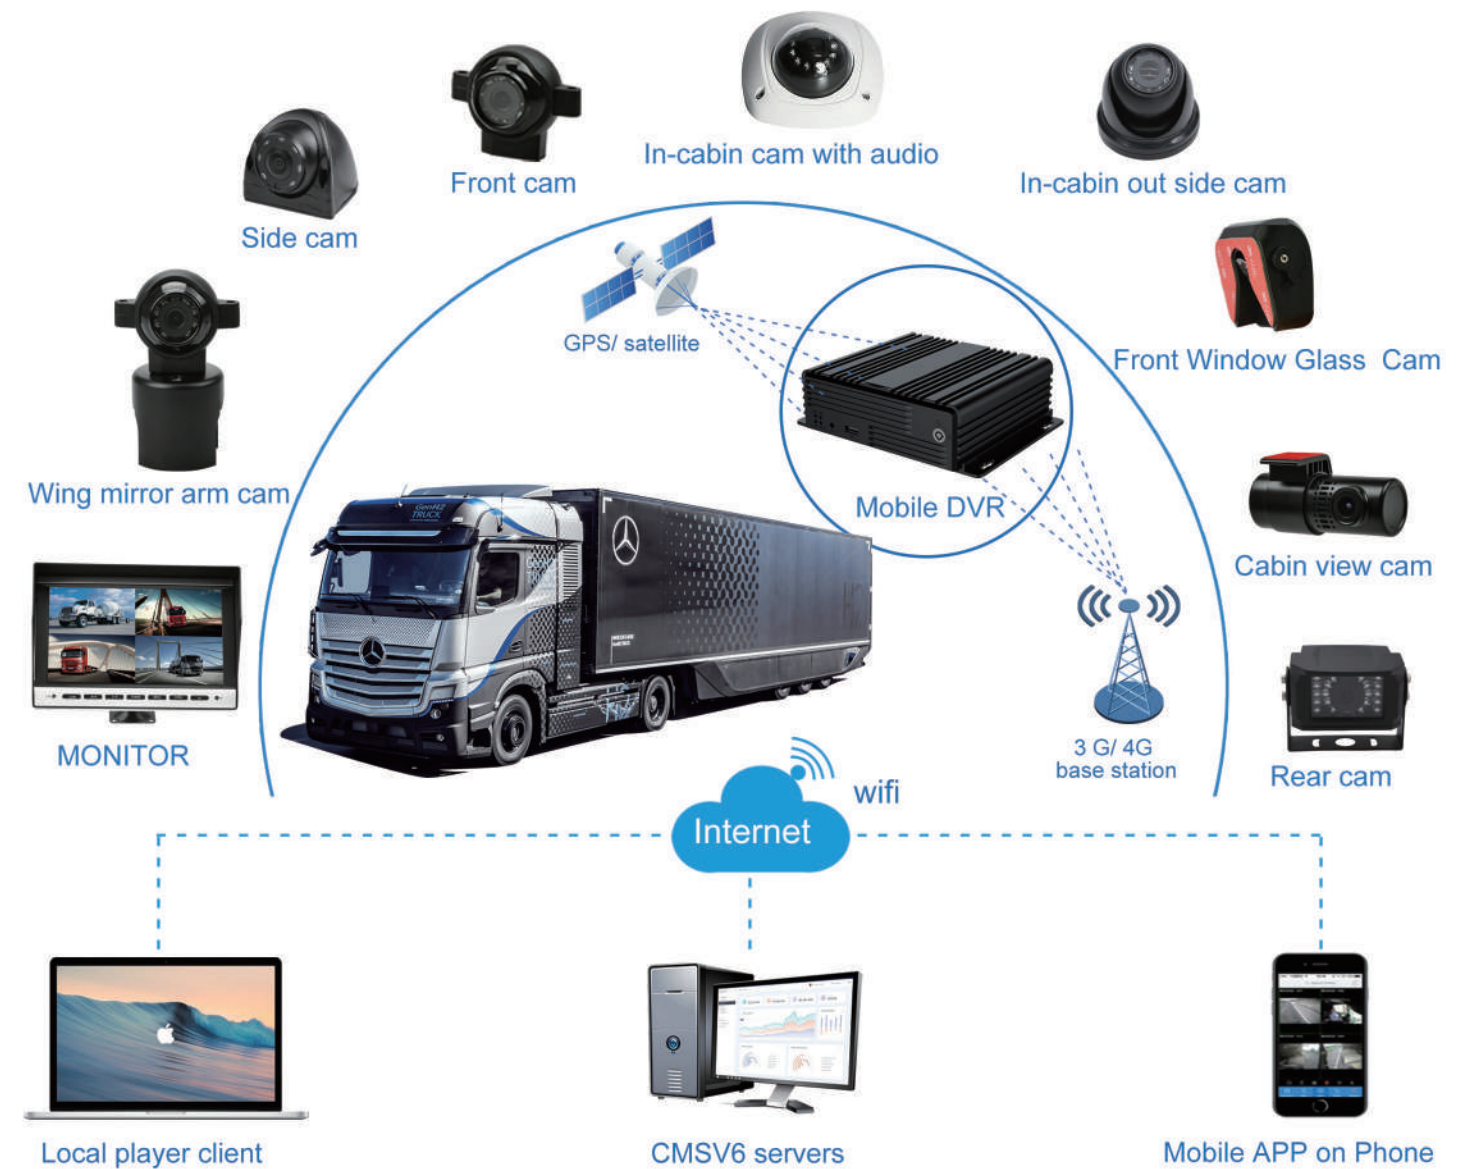 In-cabin cam with audio
Front cam
In-cabin out side cam
Side cam
GPS/ satellite
Front Window Glass  Cam
Wing mirror arm cam
Mobile DVR
GenH2
TRUCK
Cabin view cam
MONITOR
3 G/ 4G
base station
Rear cam
wifi
Internet
Local player client
CMSV6 servers
Mobile APP on Phone